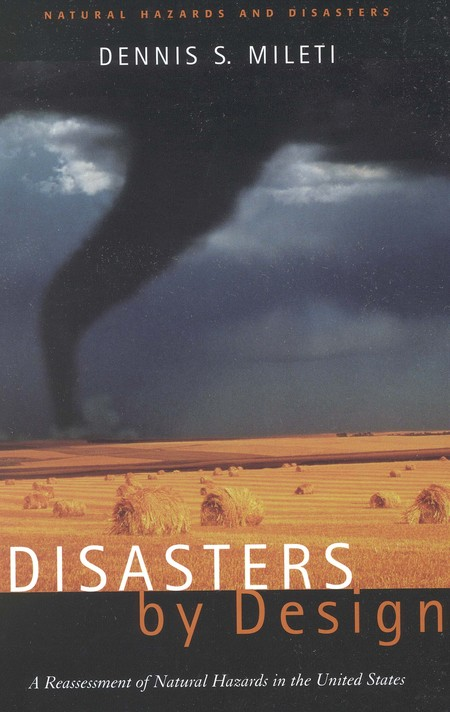 NATURAL HAZARDS AND DISASTERS
DENNIS S. MILETI
DISASTERS
by Design
A Reassessment of Natural Hazards in the United States